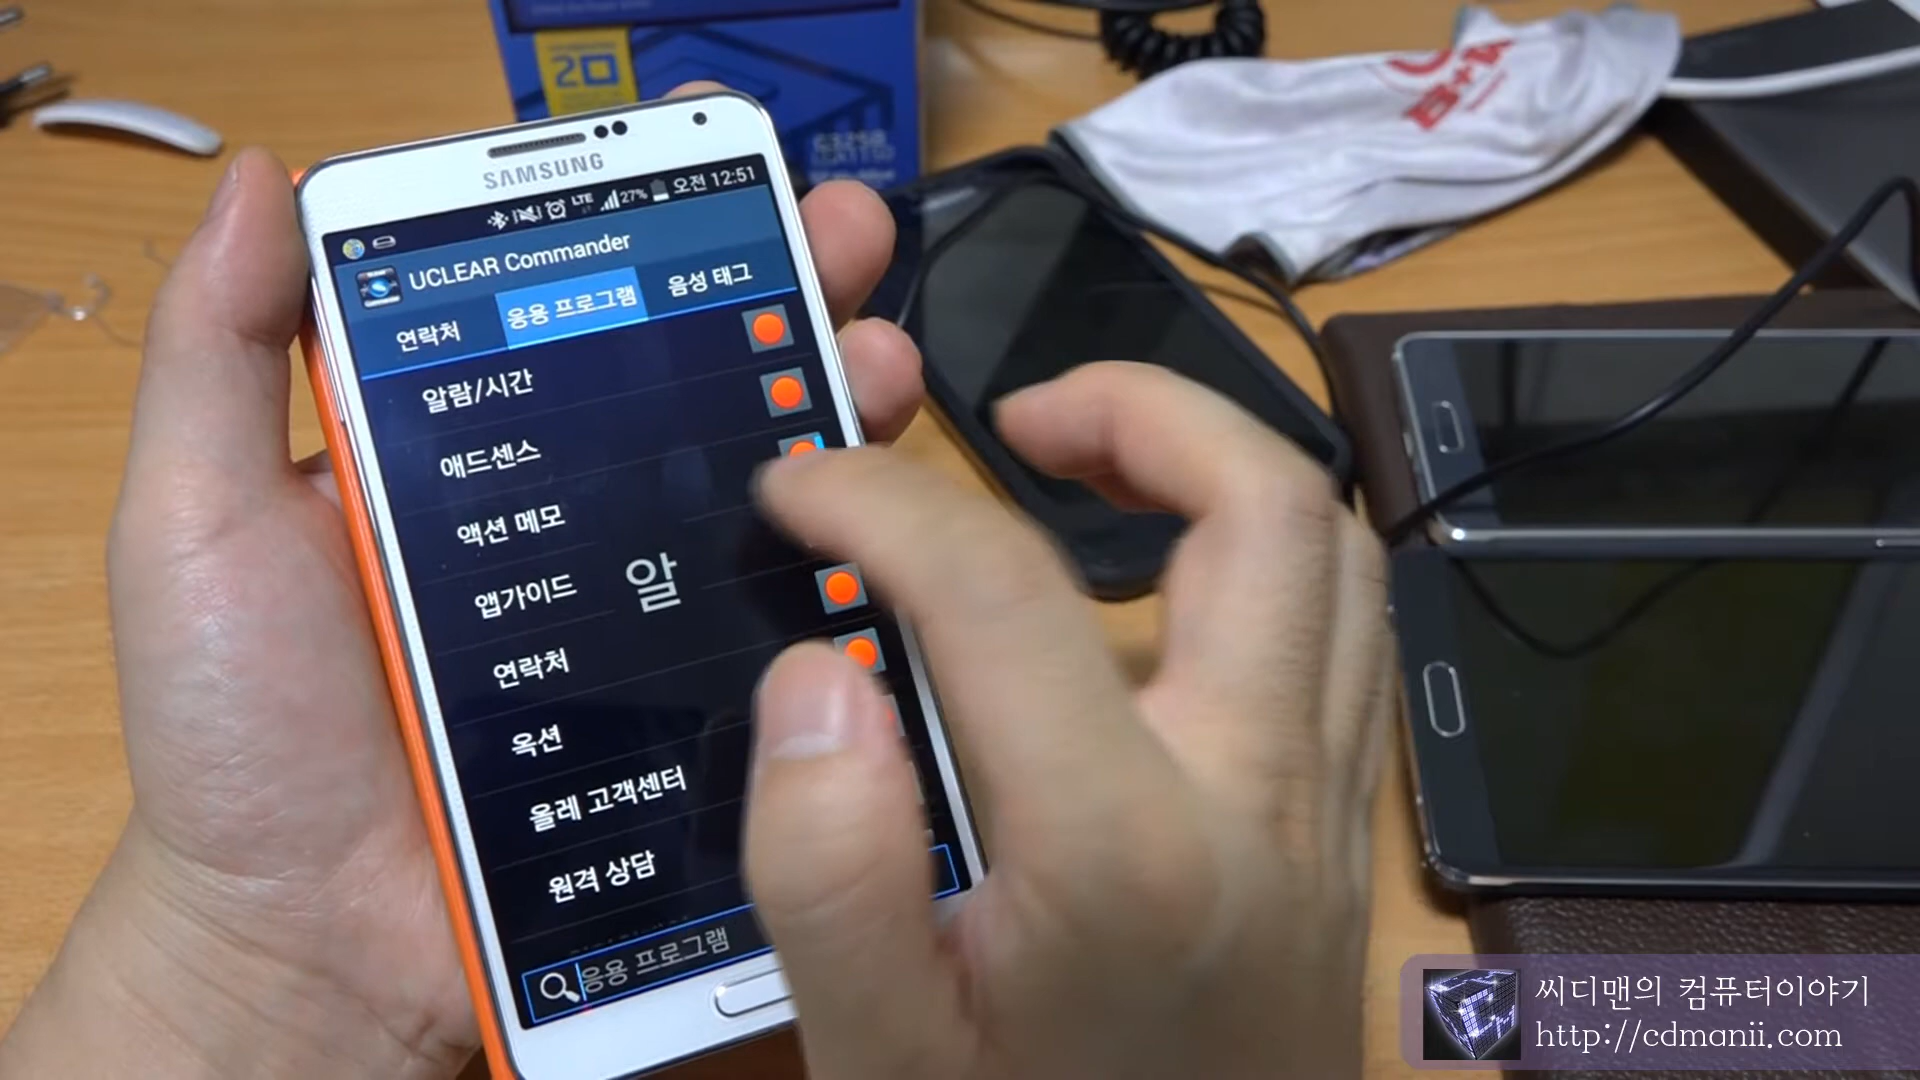 2D
G3258
B+M
SAMSUNG
LTE 27% 오전 12:51
UCLEAR Commander
연락처 응용 프로그램 음성 태그
알람/시간
애드센스
액션 메모
앱가이드
알
연락처
옥션
올레 고객센터
원격 상담
응용 프로그램
씨디맨의 컴퓨터이야기
http://cdmanii.com